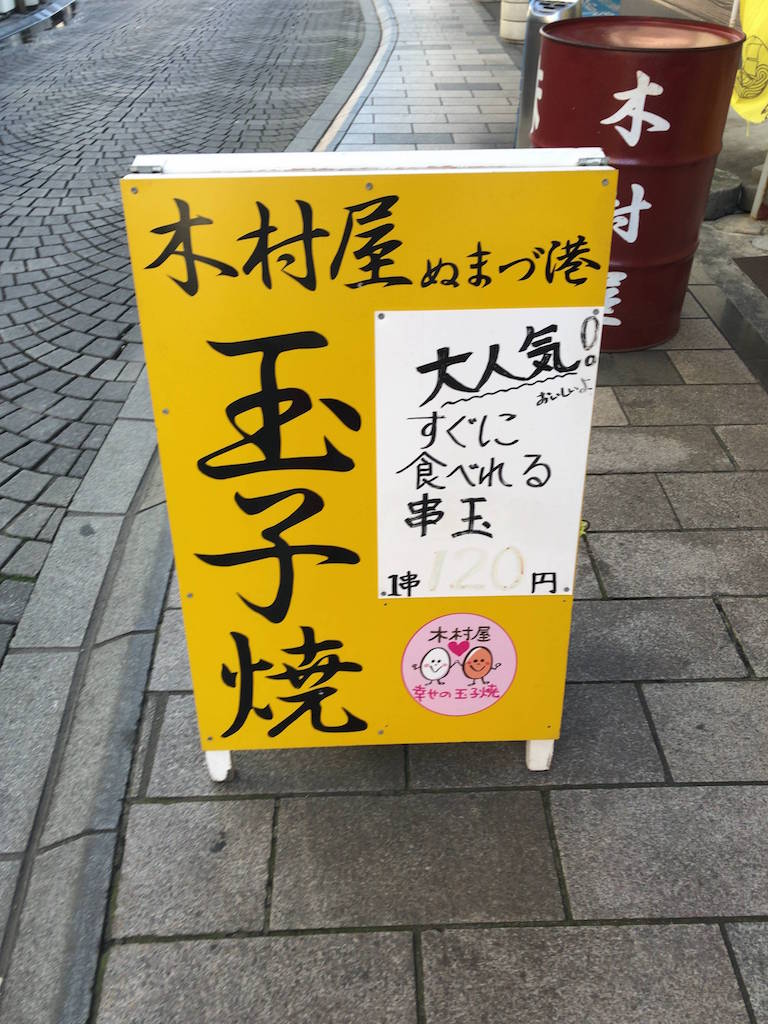 木村屋 ぬまづ港
玉子焼
大人気!
おいしいよ
すぐに
食べれる
串玉
1串 120 円
木村屋
幸せの玉子焼
木村屋